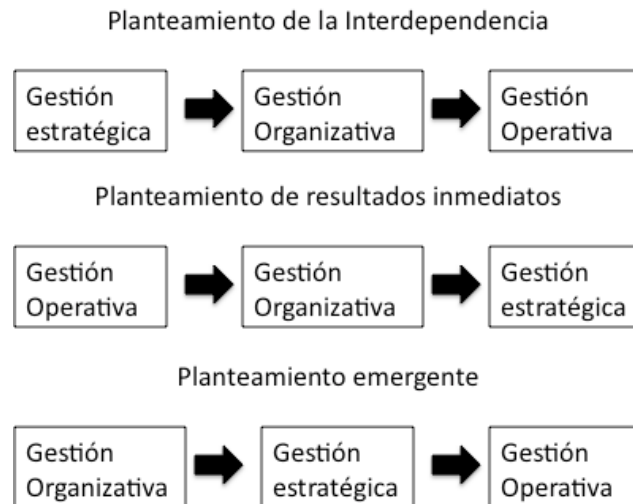 Planteamiento de la Interdependencia
Gestión estratégica
Gestión Organizativa
Gestión Operativa
Planteamiento de resultados inmediatos
Gestión Operativa
Gestión Organizativa
Gestión estratégica
Planteamiento emergente
Gestión Organizativa
Gestión estratégica
Gestión Operativa